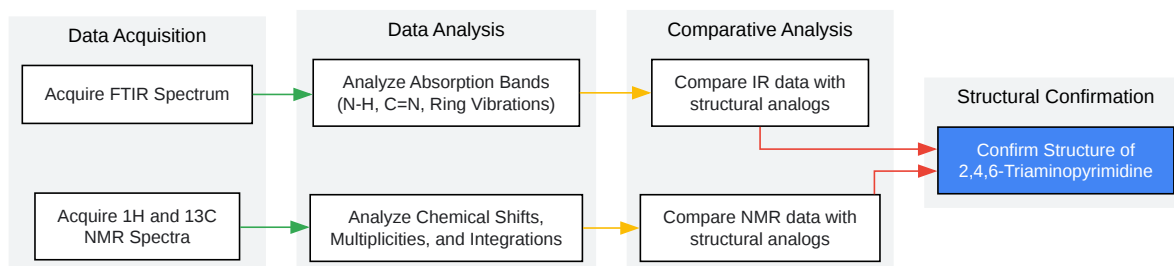 Data Acquisition
Acquire FTIR Spectrum
Acquire 1H and 13C
NMR Spectra
Data Analysis
Analyze Absorption Bands
(N-H, C=N, Ring Vibrations)
Analyze Chemical Shifts,
Multiplicities, and Integrations
Comparative Analysis
Compare IR data with
structural analogs
Compare NMR data with
structural analogs
Structural Confirmation
Confirm Structure of
2,4,6-Triaminopyrimidine